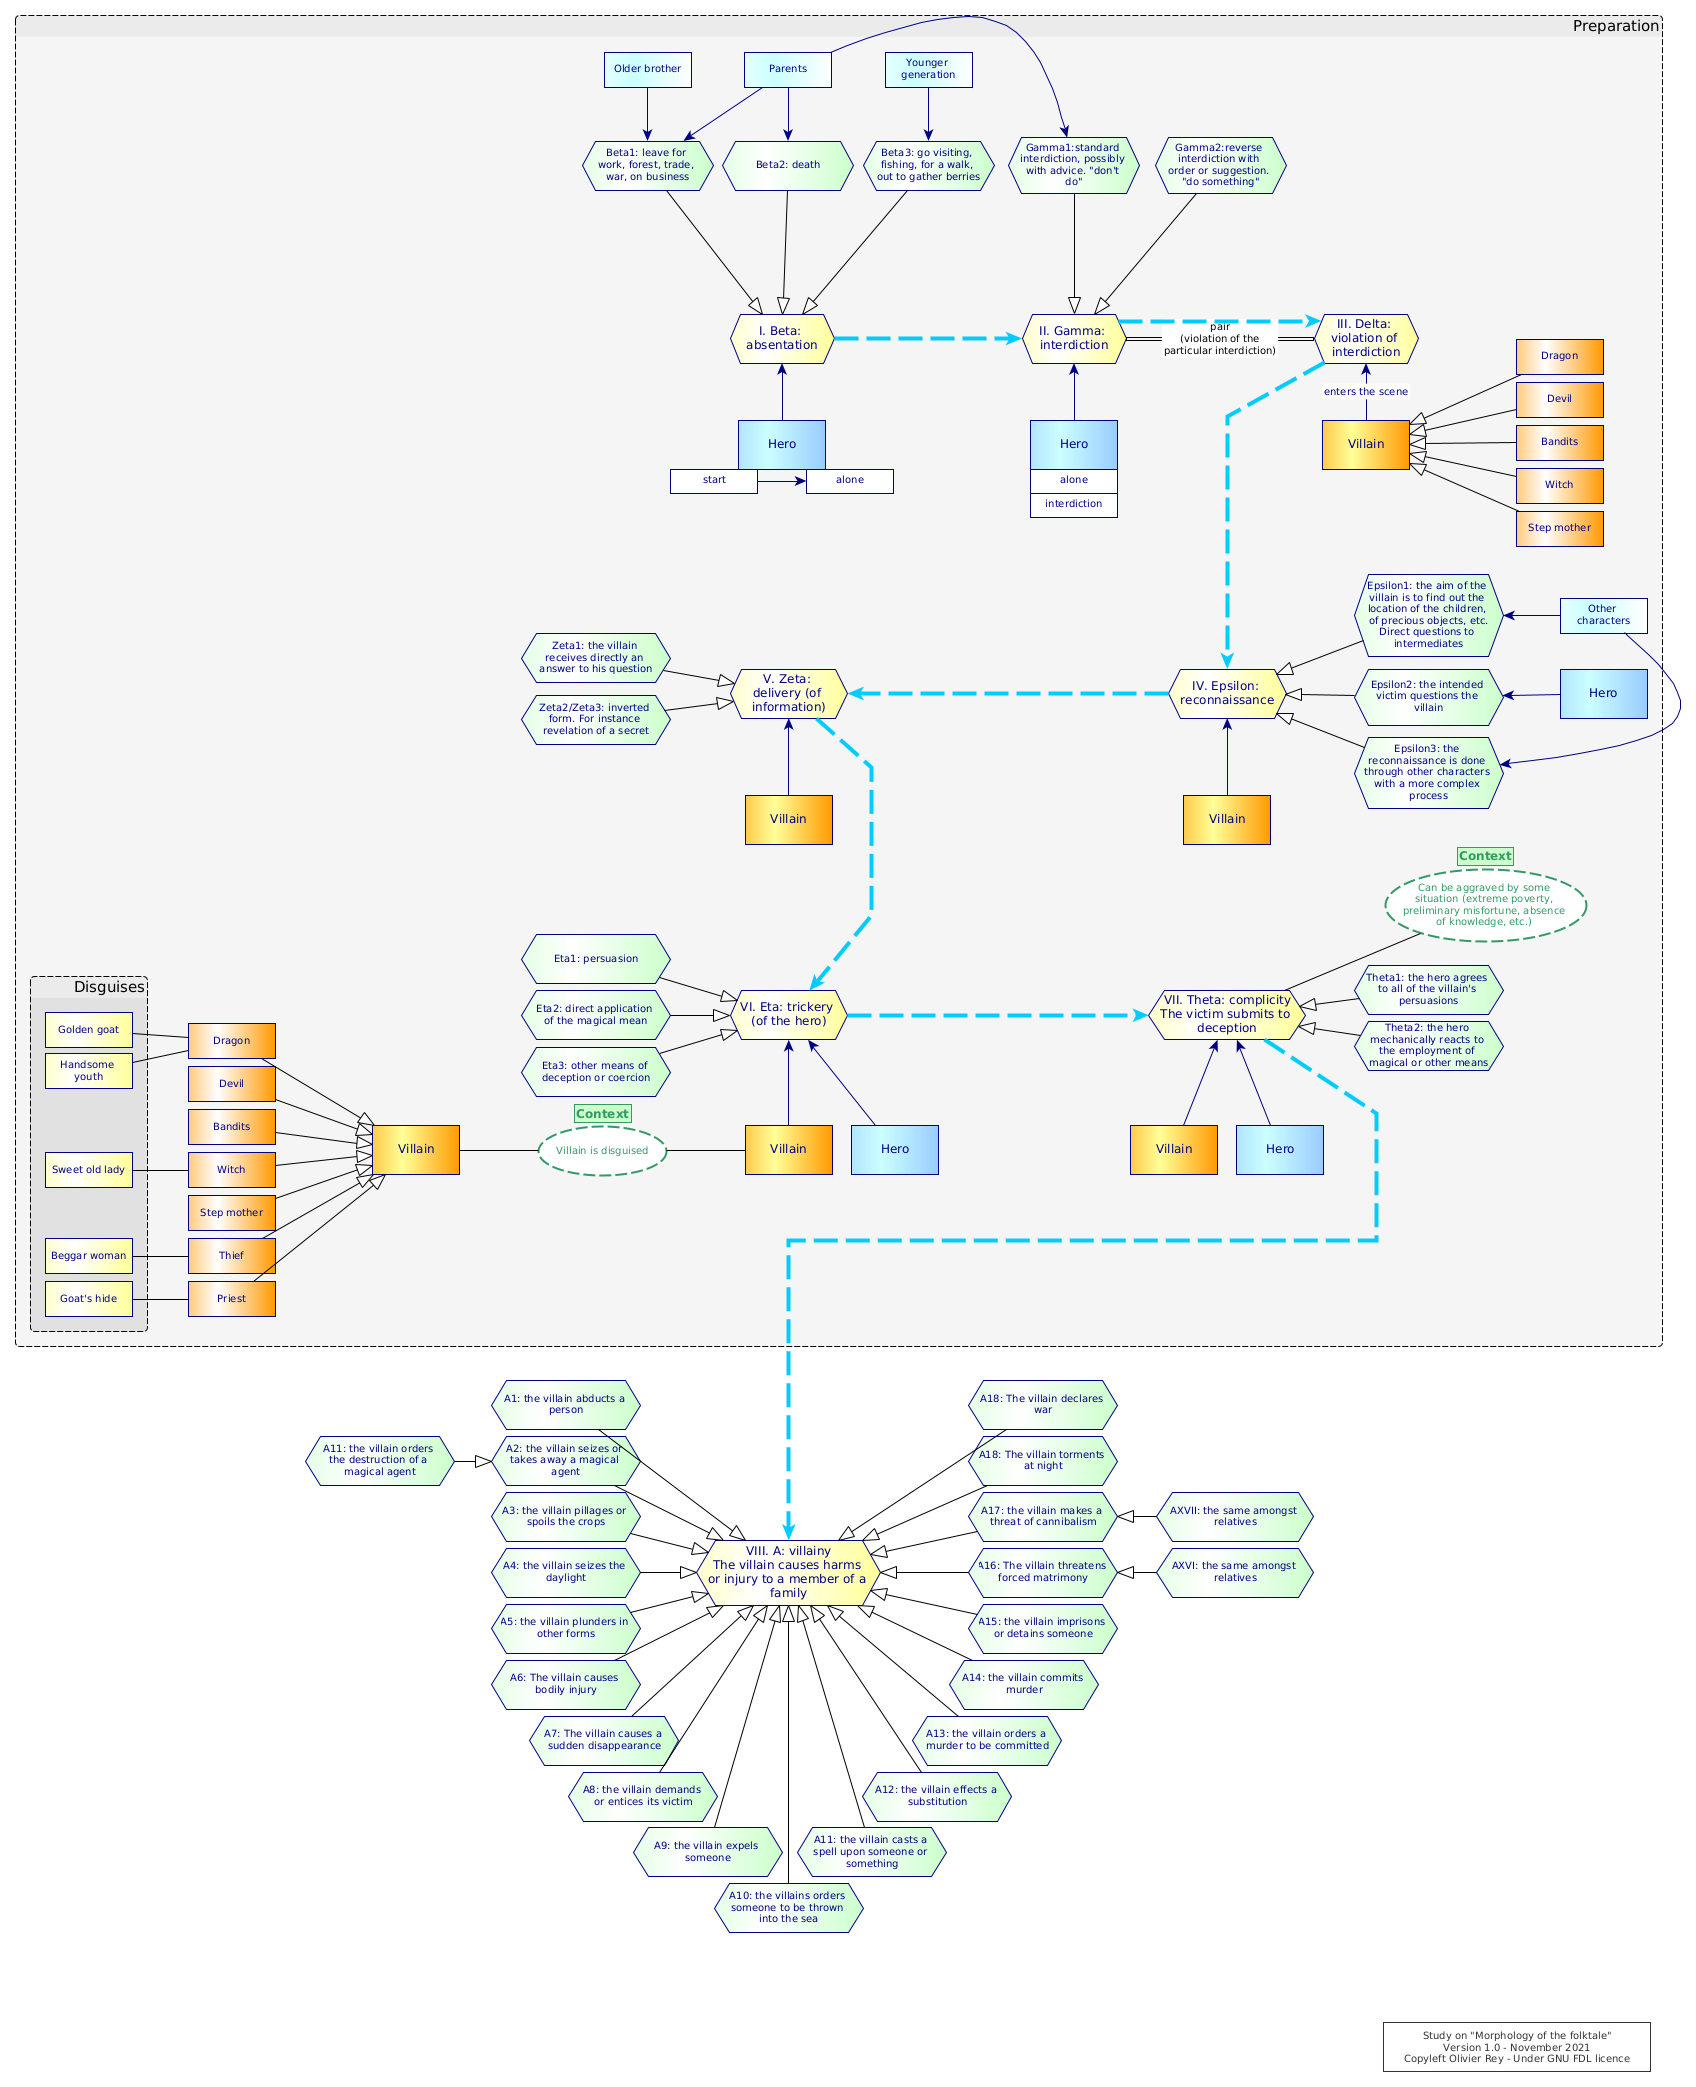 Preparation
Older brother
Parents
Younger
generation
Beta1: leave for
work, forest, trade,
war, on business
Beta2: death
Beta3: go visiting,
fishing, for a walk,
out to gather berries
Gamma1:standard
interdiction, possibly
with advice. "don't
do"
Gamma2:reverse
interdiction with
order or suggestion.
"do something"
I. Beta:
absentation
II. Gamma:
interdiction
pair
(violation of the
particular interdiction)
III. Delta:
violation of
interdiction
enters the scene
Hero
start
alone
Hero
alone
interdiction
Villain
Dragon
Devil
Bandits
Witch
Step mother
Epsilon1: the aim of the
villain is to find out the
location of the children,
of precious objects, etc.
Direct questions to
intermediates
Other
characters
Zeta1: the villain
receives directly an
answer to his question
Zeta2/Zeta3: inverted
form. For instance
revelation of a secret
V. Zeta:
delivery (of
information)
IV. Epsilon:
reconnaissance
Epsilon2: the intended
victim questions the
villain
Hero
Epsilon3: the
reconnaissance is done
through other characters
with a more complex
process
Villain
Villain
Context
Can be aggraved by some
situation (extreme poverty,
preliminary misfortune, absence
of knowledge, etc.)
Eta1: persuasion
Eta2: direct application
of the magical mean
Eta3: other means of
deception or coercion
VI. Eta: trickery
(of the hero)
VII. Theta: complicity
The victim submits to
deception
Theta1: the hero agrees
to all of the villain's
persuasions
Theta2: the hero
mechanically reacts to
the employment of
magical or other means
Disguises
Golden goat
Handsome
youth
Sweet old lady
Beggar woman
Goat's hide
Dragon
Devil
Bandits
Witch
Step mother
Thief
Priest
Villain
Context
Villain is disguised
Villain
Hero
Villain
Hero
A1: the villain abducts a
person
A11: the villain orders
the destruction of a
magical agent
A2: the villain seizes or
takes away a magical
agent
A3: the villain pillages or
spoils the crops
A4: the villain seizes the
daylight
A5: the villain plunders in
other forms
A6: The villain causes
bodily injury
A7: The villain causes a
sudden disappearance
A8: the villain demands
or entices its victim
A9: the villain expels
someone
A10: the villains orders
someone to be thrown
into the sea
VIII. A: villainy
The villain causes harms
or injury to a member of a
family
A18: The villain declares
war
A18: The villain torments
at night
A17: the villain makes a
threat of cannibalism
AXVII: the same amongst
relatives
A16: The villain threatens
forced matrimony
AXVI: the same amongst
relatives
A15: the villain imprisons
or detains someone
A14: the villain commits
murder
A13: the villain orders a
murder to be committed
A12: the villain effects a
substitution
A11: the villain casts a
spell upon someone or
something
Study on "Morphology of the folktale"
Version 1.0 - November 2021
Copyleft Olivier Rey - Under GNU FDL licence